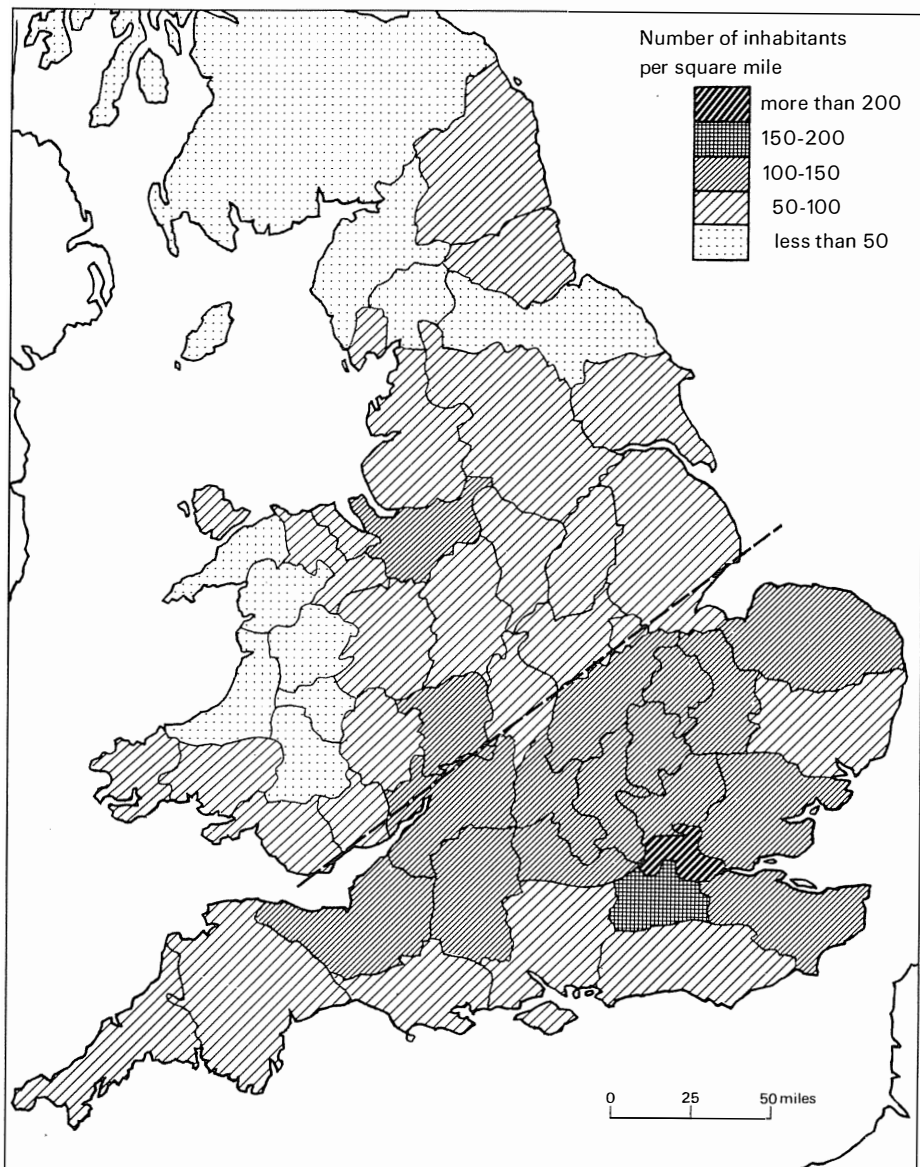 Number of inhabitants
per square mile
more than 200
150-200
100-150
50-100
less than 50
0 25 50 miles